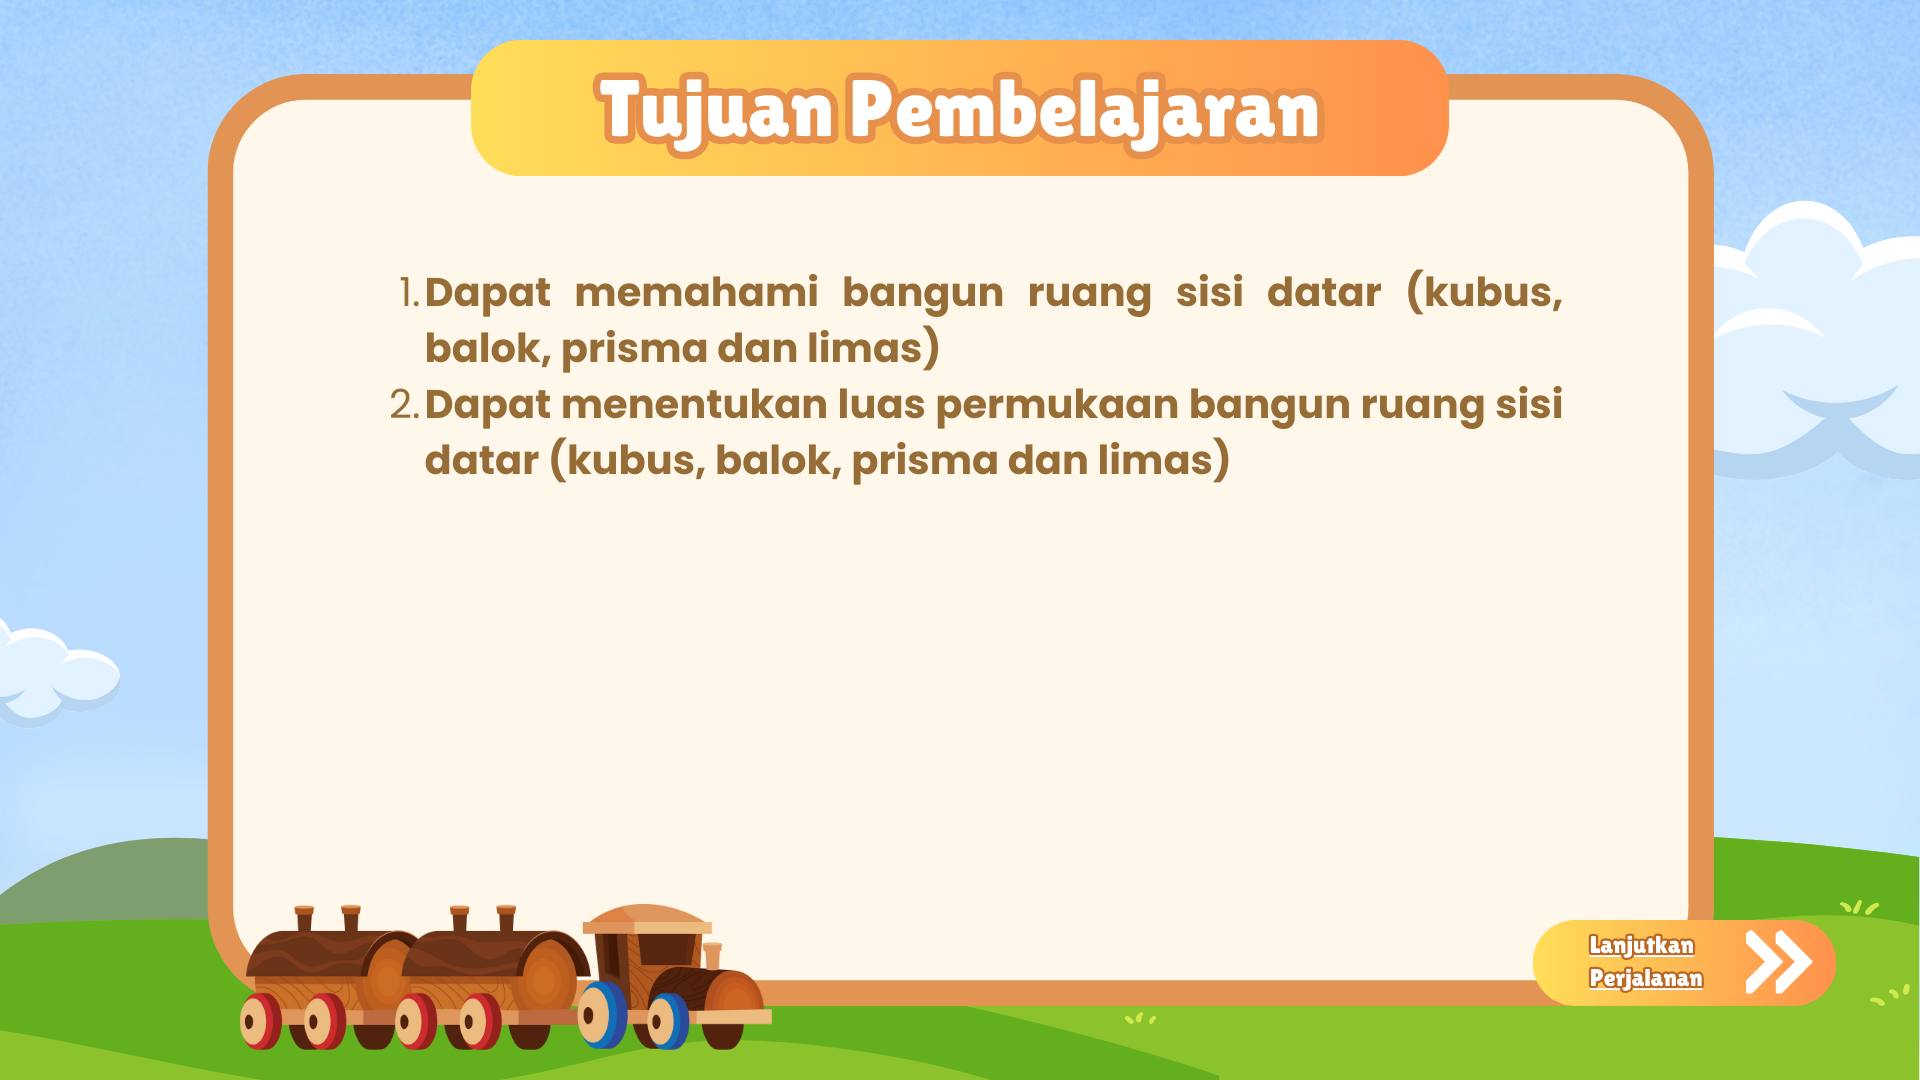 Tujuan Pembelajaran
1. Dapat memahami bangun ruang sisi datar (kubus,
balok, prisma dan limas)
2. Dapat menentukan luas permukaan bangun ruang sisi
datar (kubus, balok, prisma dan limas)
Lanjutkan
Perjalanan